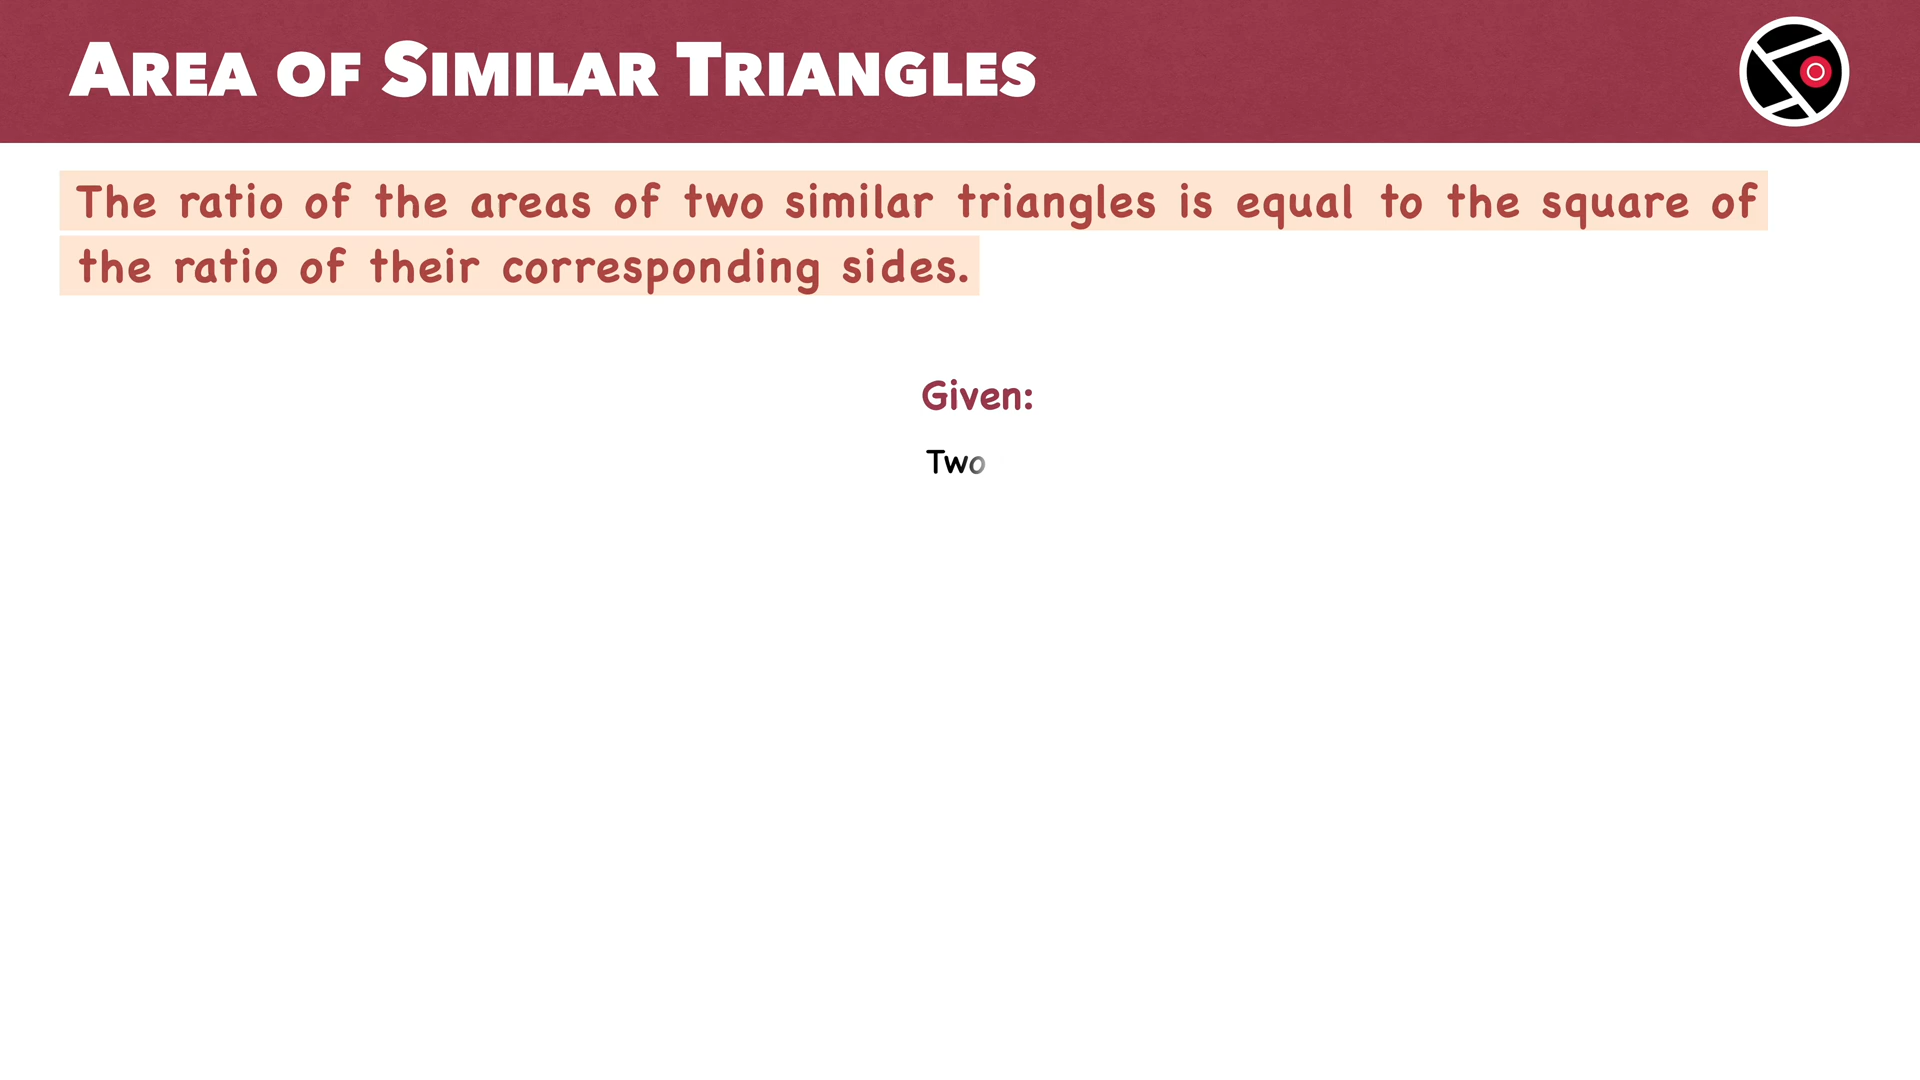 AREA OF SIMILAR TRIANGLES
The ratio of the areas of two similar triangles is equal to the square of
the ratio of their corresponding sides.
Given:
Two